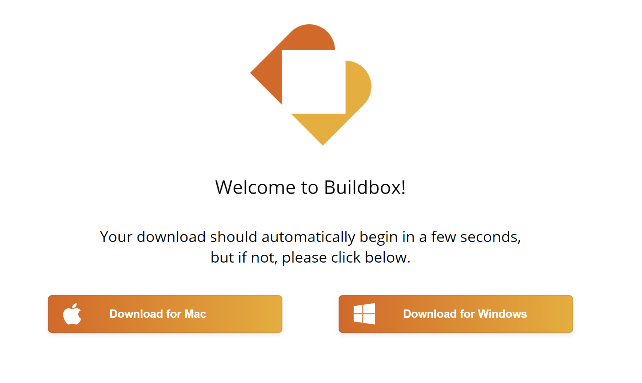 Welcome to Buildbox!
Your download should automatically begin in a few seconds,
but if not, please click below.
Download for Mac
Download for Windows